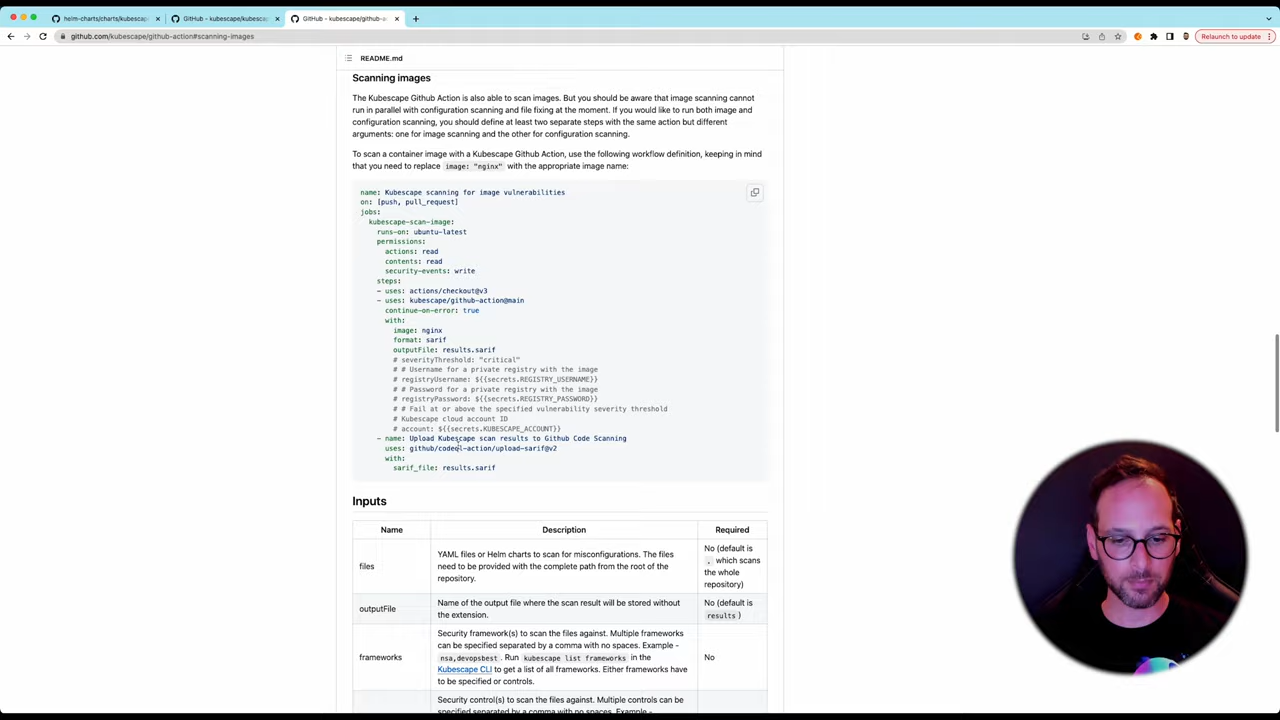 helm-charts/charts/kubescape
GitHub - kubescape/kubescap
GitHub - kubescape/github-a
github.com/kubescape/github-action#scanning-images
Relaunch to update
README.md
Scanning images
The Kubescape Github Action is also able to scan images. But you should be aware that image scanning cannot
run in parallel with configuration scanning and file fixing at the moment. If you would like to run both image and
configuration scanning, you should define at least two separate steps with the same action but different
arguments: one for image scanning and the other for configuration scanning.
To scan a container image with a Kubescape Github Action, use the following workflow definition, keeping in mind
that you need to replace image: "nginx" with the appropriate image name:
name: Kubescape scanning for image vulnerabilities
on: [push, pull_request]
jobs:
kubescape-scan-image:
runs-on: ubuntu-latest
permissions:
actions: read
contents: read
security-events: write
steps:
- uses: actions/checkout@v3
- uses: kubescape/github-action@main
continue-on-error: true
with:
image: nginx
format: sarif
outputFile: results.sarif
# severityThreshold: "critical"
# # Username for a private registry with the image
# registryUsername: ${{secrets.REGISTRY_USERNAME}}
# # Password for a private registry with the image
# registryPassword: ${{secrets.REGISTRY_PASSWORD}}
# # Fail at or above the specified vulnerability severity threshold
# Kubescape cloud account ID
# account: ${{secrets.KUBESCAPE_ACCOUNT}}
- name: Upload Kubescape scan results to Github Code Scanning
uses: github/codeql-action/upload-sarif@v2
with:
sarif_file: results.sarif
Inputs
Name Description Required
files
YAML files or Helm charts to scan for misconfigurations. The files
need to be provided with the complete path from the root of the
repository.
No (default is
. which scans
the whole
repository)
outputFile
Name of the output file where the scan result will be stored without
the extension.
No (default is
results )
frameworks
Security framework(s) to scan the files against. Multiple frameworks
can be specified separated by a comma with no spaces. Example -
nsa,devopsbest . Run kubescape list frameworks in the
Kubescape CLI to get a list of all frameworks. Either frameworks have
to be specified or controls.
No
Security control(s) to scan the files against. Multiple controls can be
specified separated by a comma with no spaces. Example -